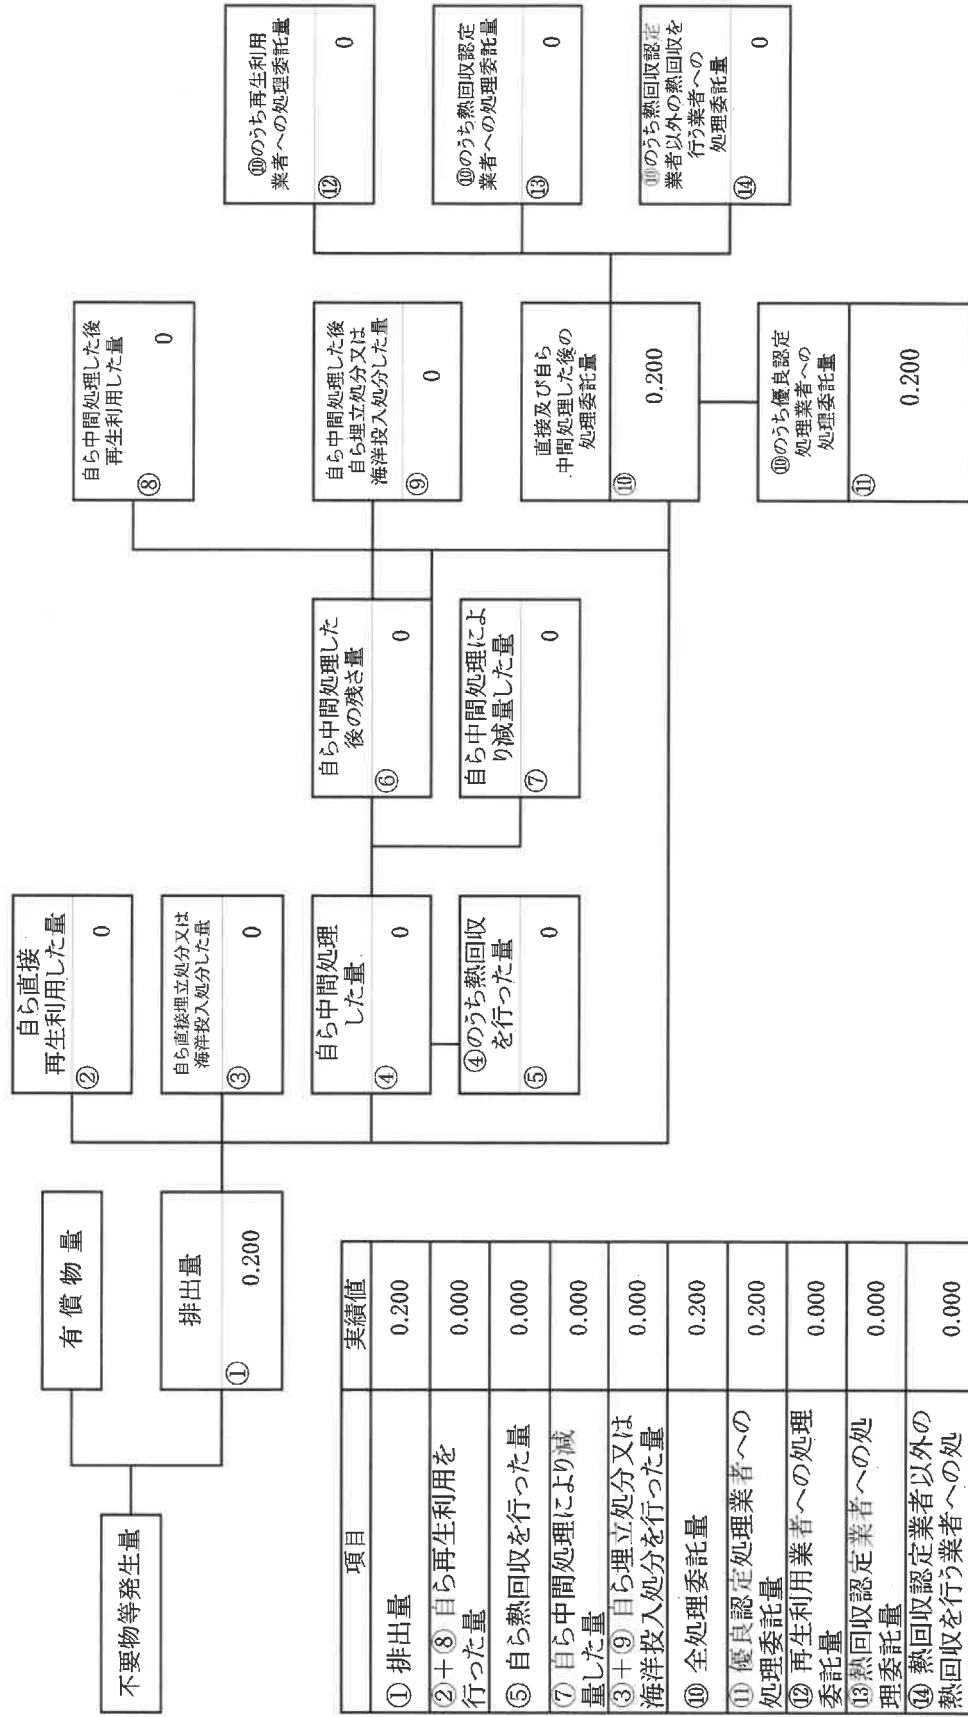 不要物等発生量
有償物量
排出量
①
0.200
自ら直接
再生利用した量
②
0
自ら直接埋立処分又は
海洋投入処分した量
③
0
自ら中間処理
した量
④
0
④のうち熱回収
を行った量
⑤
0
自ら中間処理した
後の残さ量
⑥
0
自ら中間処理によ
り減量した量
⑦
0
自ら中間処理した後
再生利用した量
⑧
0
自ら中間処理した後
自ら埋立処分又は
海洋投入処分した量
⑨
0
直接及び自ら
中間処理した後の
処理委託量
⑩
0.200
⑩のうち優良認定
処理業者への
処理委託量
⑪
0.200
⑩のうち再生利用
業者への処理委託量
⑫
0
⑩のうち熱回収認定
業者への処理委託量
⑬
0
⑩のうち熱回収認定
業者以外の熱回収を
行う業者への
処理委託量
⑭
0
項目 実績値
① 排出量 0.200
②+⑧ 自ら再生利用を
行った量 0.000
⑤ 自ら熱回収を行った量 0.000
⑦ 自ら中間処理により減
量した量 0.000
③+⑨ 自ら埋立処分又は
海洋投入処分を行った量 0.000
⑩ 全処理委託量 0.200
⑪ 優良認定処理業者への
処理委託量 0.200
⑫ 再生利用業者への処理
委託量 0.000
⑬熱回収認定業者への処
理委託量 0.000
⑭ 熱回収認定業者以外の
熱回収を行う業者への処 0.000